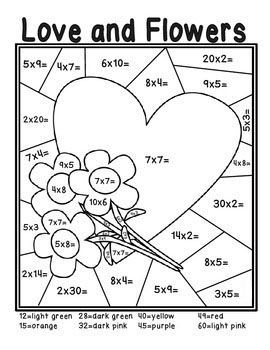 Love and Flowers
5x9=
4x7=
6x10=
20x2=
8x4=
9x5=
2x20=
5x3=
7x4=
9x5
7x7=
7x7=
4x8=
4x8
10x6
30x2=
5x3
7x7=
5x8=
14x2=
2x14=
2x30=
8x4=
5x9=
3x5=
12=light green 28=dark green 40=yellow 49=red
15=orange 32=dark pink 45=purple 60=light pink